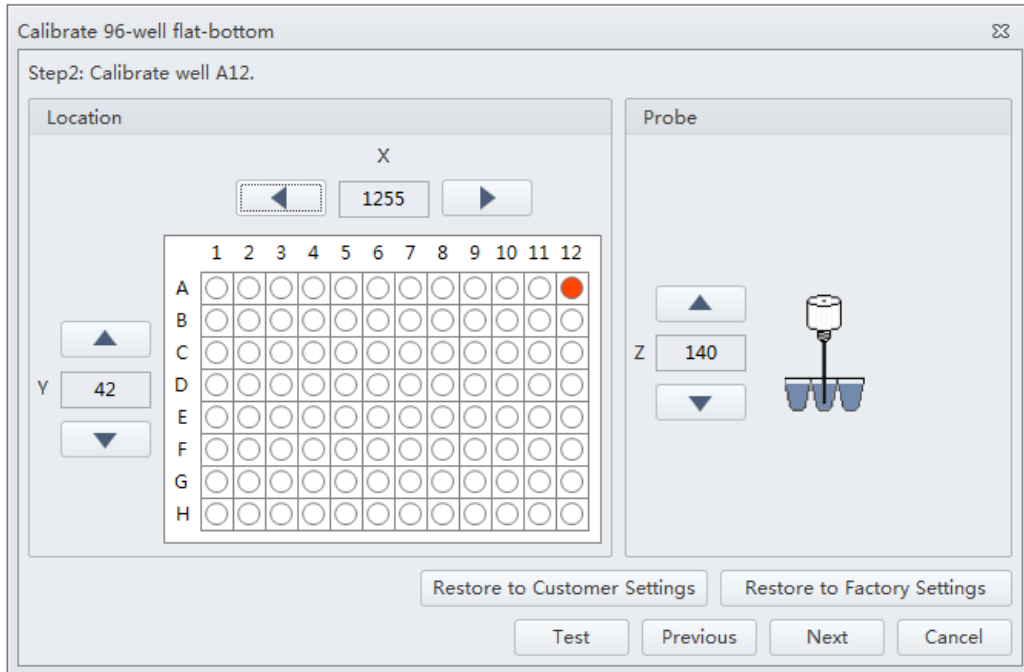 Calibrate 96-well flat-bottom
Step2: Calibrate well A12.
Location
Probe
X
1255
1 2 3 4 5 6 7 8 9 10 11 12
A
B
C
D
E
F
G
H
Y 42
Z 140
Restore to Customer Settings Restore to Factory Settings
Test Previous Next Cancel